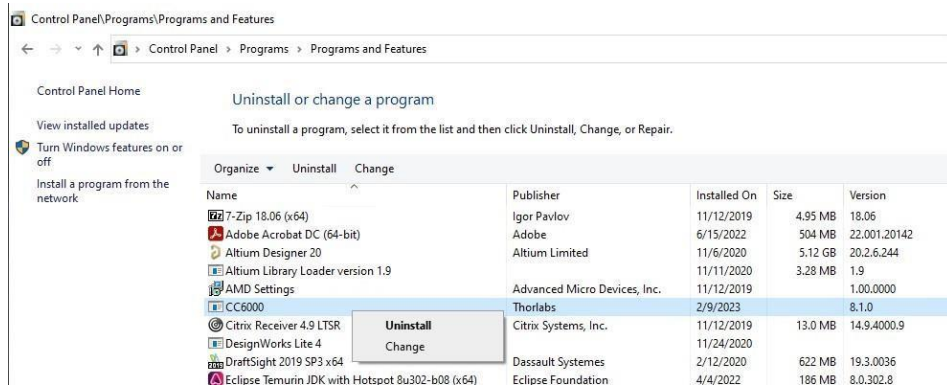 Control Panel\Programs\Programs and Features
Control Panel > Programs > Programs and Features
Control Panel Home
View installed updates
Turn Windows features on or
off
Install a program from the
network
Uninstall or change a program
To uninstall a program, select it from the list and then click Uninstall, Change, or Repair.
Organize Uninstall Change
Name Publisher Installed On Size Version
7-Zip 18.06 (x64) Igor Pavlov 11/12/2019 4.95 MB 18.06
Adobe Acrobat DC (64-bit) Adobe 6/15/2022 504 MB 22.001.20142
Altium Designer 20 Altium Limited 11/6/2020 5.12 GB 20.2.6.244
Altium Library Loader version 1.9 11/11/2020 3.28 MB 1.9
AMD Settings Advanced Micro Devices, Inc. 11/12/2019 1.00.0000
CC6000 Thorlabs 2/9/2023 8.1.0
Citrix Receiver 4.9 LTSR Citrix Systems, Inc. 11/12/2019 13.0 MB 14.9.4000.9
DesignWorks Lite 4 11/24/2020
DraftSight 2019 SP3 x64 Dassault Systemes 2/12/2020 622 MB 19.3.0036
Eclipse Temurin JDK with Hotspot 8u302-b08 (x64) Eclipse Foundation 4/4/2022 186 MB 8.0.302.8
Uninstall
Change